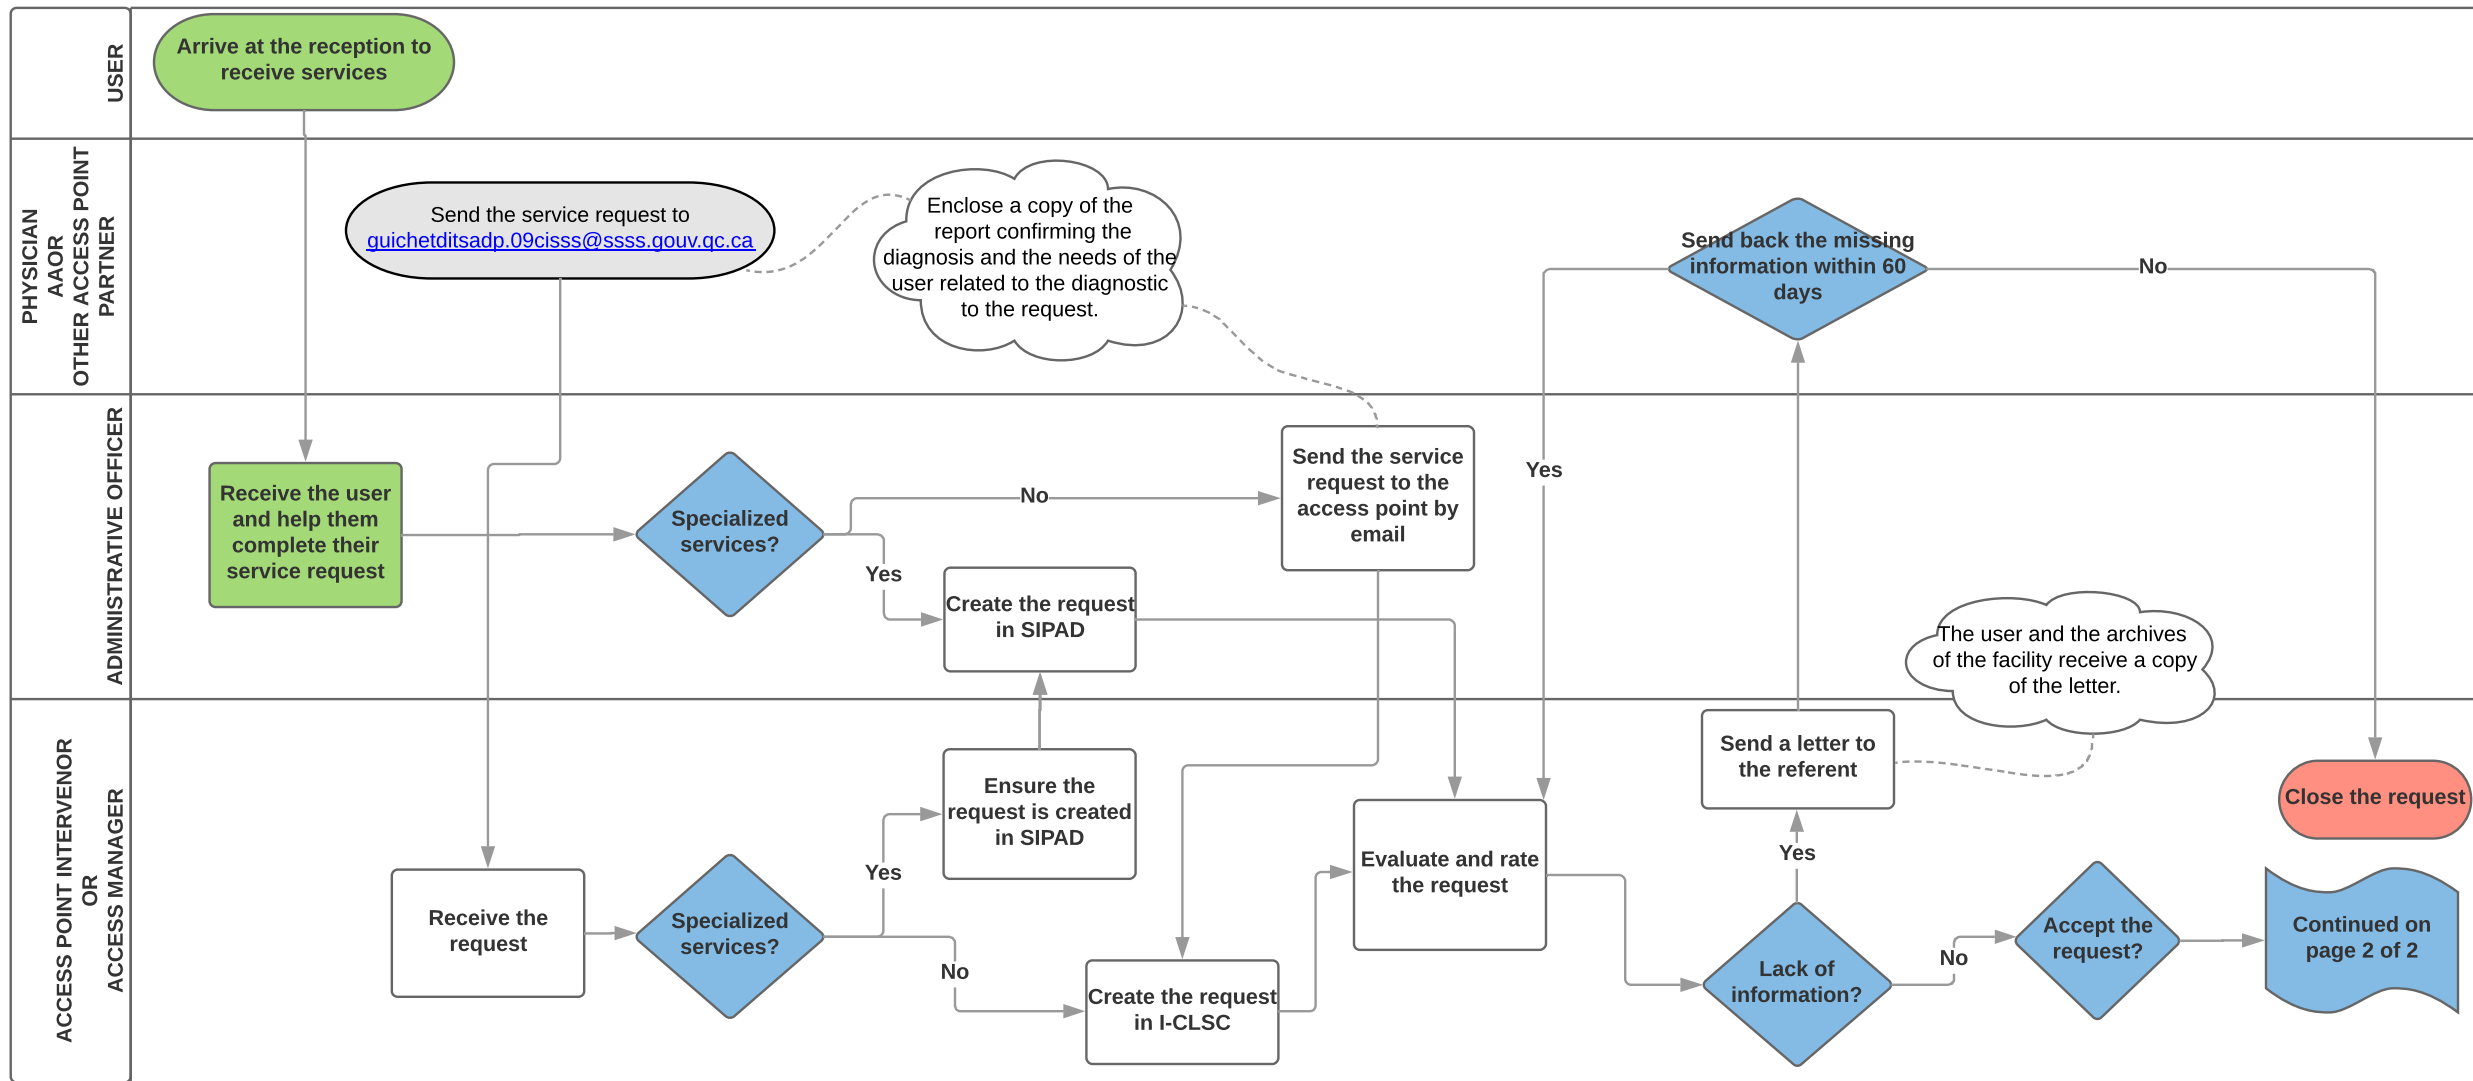 USER
Arrive at the reception to
receive services
PHYSICIAN
AAOR
OTHER ACCESS POINT
PARTNER
Send the service request to
guichetditsadp.09cisss@ssss.gouv.qc.ca
Enclose a copy of the
report confirming the
diagnosis and the needs of the
user related to the diagnostic
to the request.
Send back the missing
information within 60
days
No
Yes
ADMINISTRATIVE OFFICER
Receive the user
and help them
complete their
service request
Specialized
services?
No
Yes
Send the service
request to the
access point by
email
Create the request
in SIPAD
The user and the archives
of the facility receive a copy
of the letter.
ACCESS POINT INTERVENOR
OR
ACCESS MANAGER
Receive the
request
Specialized
services?
Yes
No
Ensure the
request is created
in SIPAD
Create the request
in I-CLSC
Evaluate and rate
the request
Send a letter to
the referent
Yes
Lack of
information?
No
Accept the
request?
Close the request
Continued on
page 2 of 2